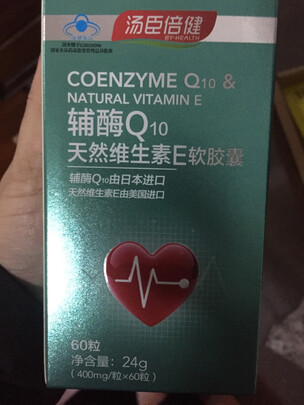 汤臣倍健
BY-HEALTH
COENZYME Q10 &
NATURAL VITAMIN E
辅酶Q10
天然维生素E软胶囊
辅酶Q10由日本进口
天然维生素E由美国进口
60粒
净含量：24g
（400mg/粒×60粒）